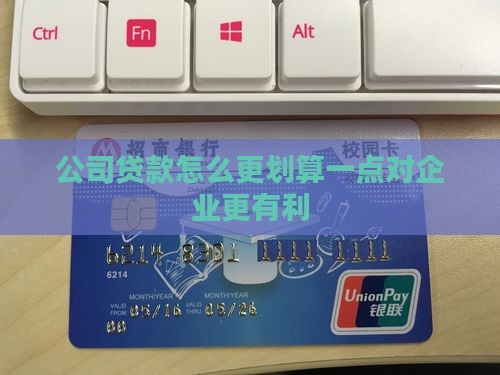 Ctrl Fn Alt
招商银行 校园卡
公司贷款怎么更划算一点对企
业更有利
6214 8301 1111 1111
6214
MONTH/YEAR MONTH/YEAR
VALID FROM 05/16 VALID THRU 05/26
00
UnionPay
银联